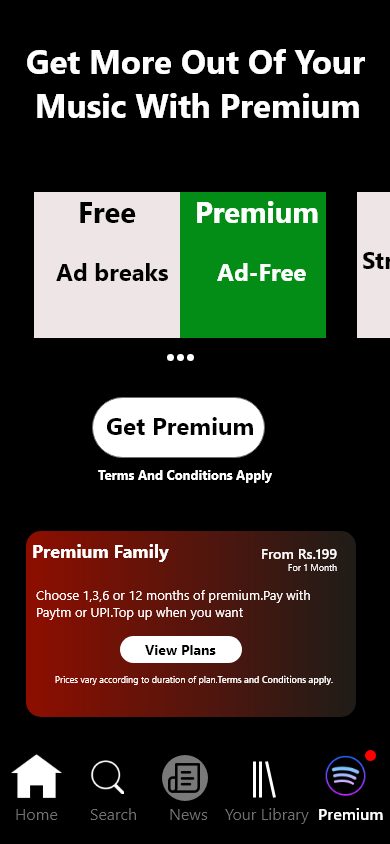 Get More Out Of Your
Music With Premium
Free
Premium
Ad breaks
Ad-Free
Str
Get Premium
Terms And Conditions Apply
Premium Family
From Rs.199
For 1 Month
Choose 1,3,6 or 12 months of premium.Pay with
Paytm or UPI.Top up when you want
View Plans
Prices vary according to duration of plan.Terms and Conditions apply.
Home
Search
News
Your Library
Premium